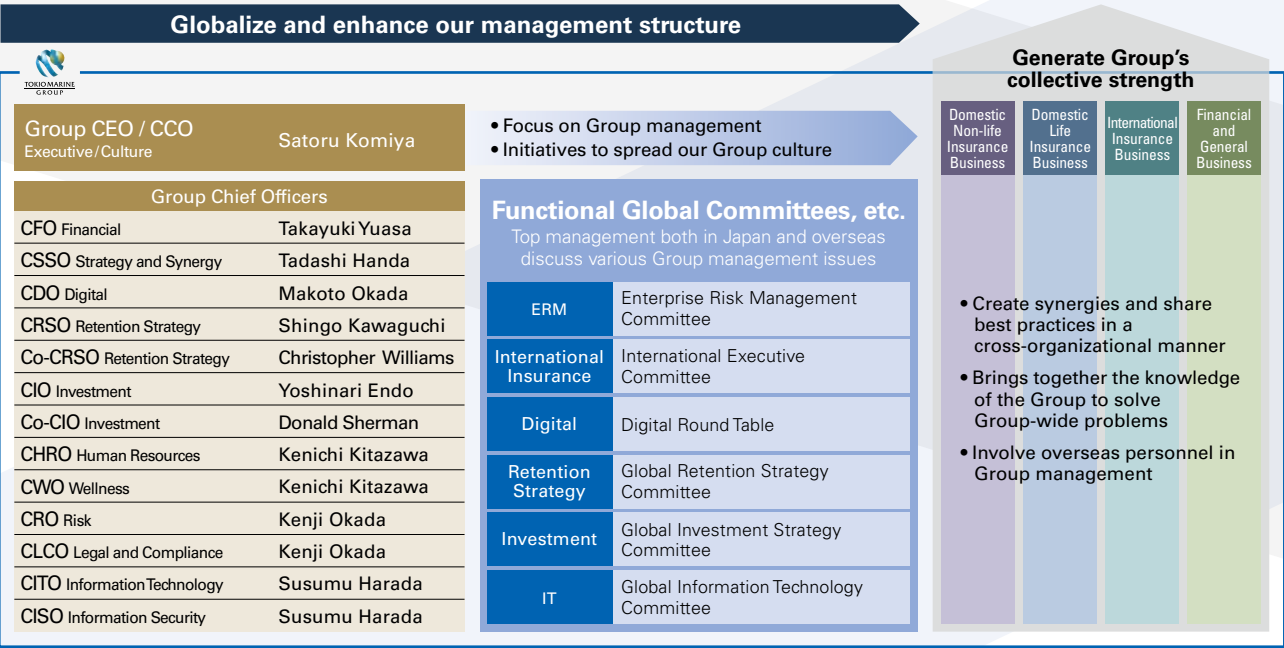 Globalize and enhance our management structure
TOKIO MARINE
GROUP
Group CEO / CCO
Executive/Culture
Satoru Komiya
Group Chief Officers
CFO Financial Takayuki Yuasa
CSSO Strategy and Synergy Tadashi Handa
CDO Digital Makoto Okada
CRSO Retention Strategy Shingo Kawaguchi
Co-CRSO Retention Strategy Christopher Williams
CIO Investment Yoshinari Endo
Co-CIO Investment Donald Sherman
CHRO Human Resources Kenichi Kitazawa
CWO Wellness Kenichi Kitazawa
CRO Risk Kenji Okada
CLCO Legal and Compliance Kenji Okada
CITO Information Technology Susumu Harada
CISO Information Security Susumu Harada
• Focus on Group management
• Initiatives to spread our Group culture
Functional Global Committees, etc.
Top management both in Japan and overseas
discuss various Group management issues
ERM
Enterprise Risk Management
Committee
International
Insurance
International Executive
Committee
Digital
Digital Round Table
Retention
Strategy
Global Retention Strategy
Committee
Investment
Global Investment Strategy
Committee
IT
Global Information Technology
Committee
Generate Group's
collective strength
Domestic
Non-life
Insurance
Business
Domestic
Life
Insurance
Business
International
Insurance
Business
Financial
and
General
Business
• Create synergies and share
best practices in a
cross-organizational manner
• Brings together the knowledge
of the Group to solve
Group-wide problems
• Involve overseas personnel in
Group management